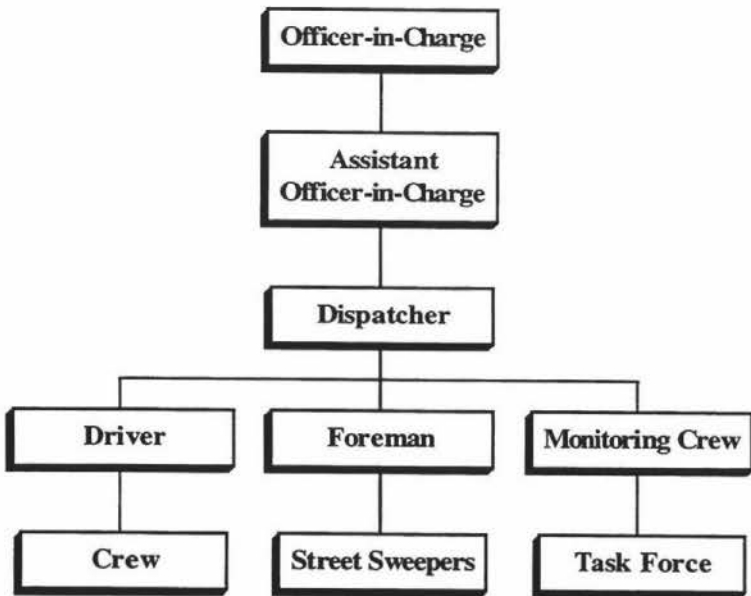 Officer-in-Charge
Assistant
Officer-in-Charge
Dispatcher
Driver
Foreman
Monitoring Crew
Crew
Street Sweepers
Task Force